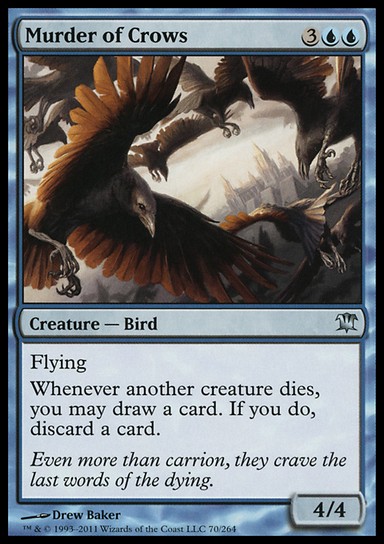 Murder of Crows 3
Creature — Bird
Flying
Whenever another creature dies,
you may draw a card. If you do,
discard a card.
Even more than carrion, they crave the
last words of the dying.
4/4
Drew Baker
™ & © 1993–2011 Wizards of the Coast LLC 70/264